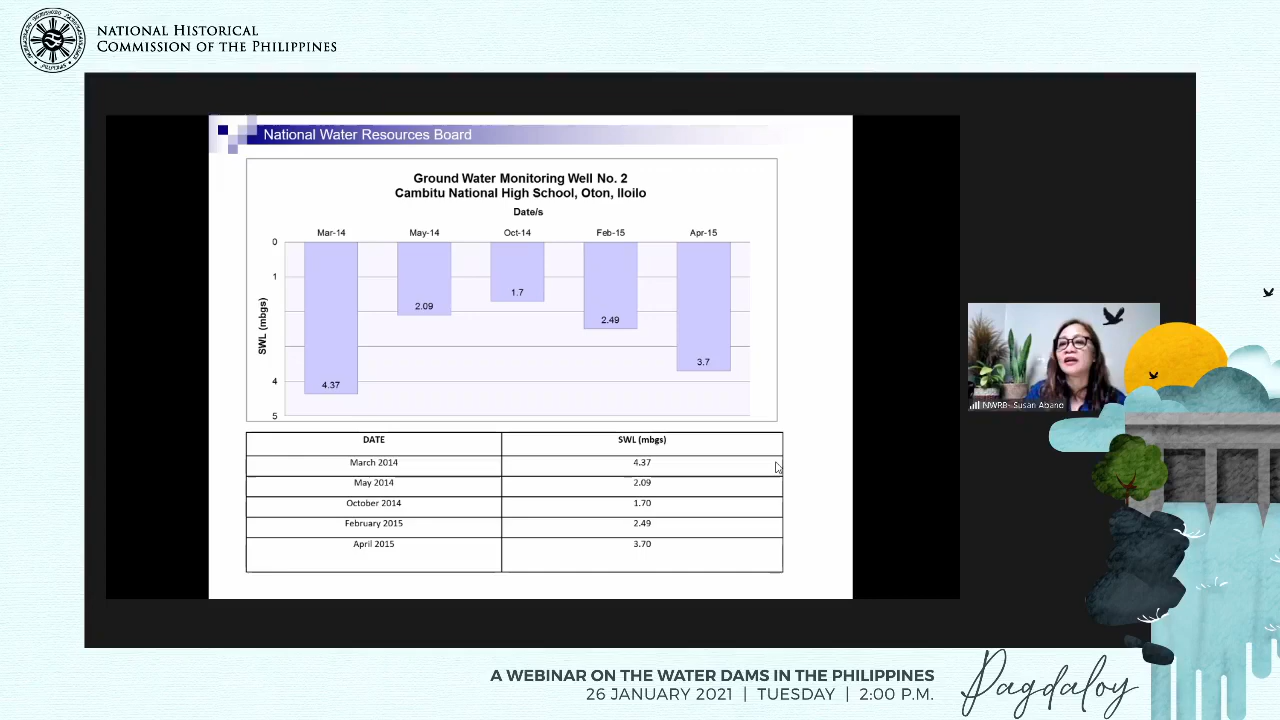 NATIONAL HISTORICAL
COMMISSION OF THE PHILIPPINES
National Water Resources Board
Ground Water Monitoring Well No. 2
Cambitu National High School, Oton, Iloilo
Date/s
Mar-14 May-14 Oct-14 Feb-15 Apr-15
0
1
4
5
SWL (mbgs)
4.37
2.09
1.7
2.49
3.7
DATE SWL (mbgs)
March 2014 4.37
May 2014 2.09
October 2014 1.70
February 2015 2.49
April 2015 3.70
NWRB- Susan Abano
A WEBINAR ON THE WATER DAMS IN THE PHILIPPINES
26 JANUARY 2021 | TUESDAY | 2:00 P.M.
Pagdaloy